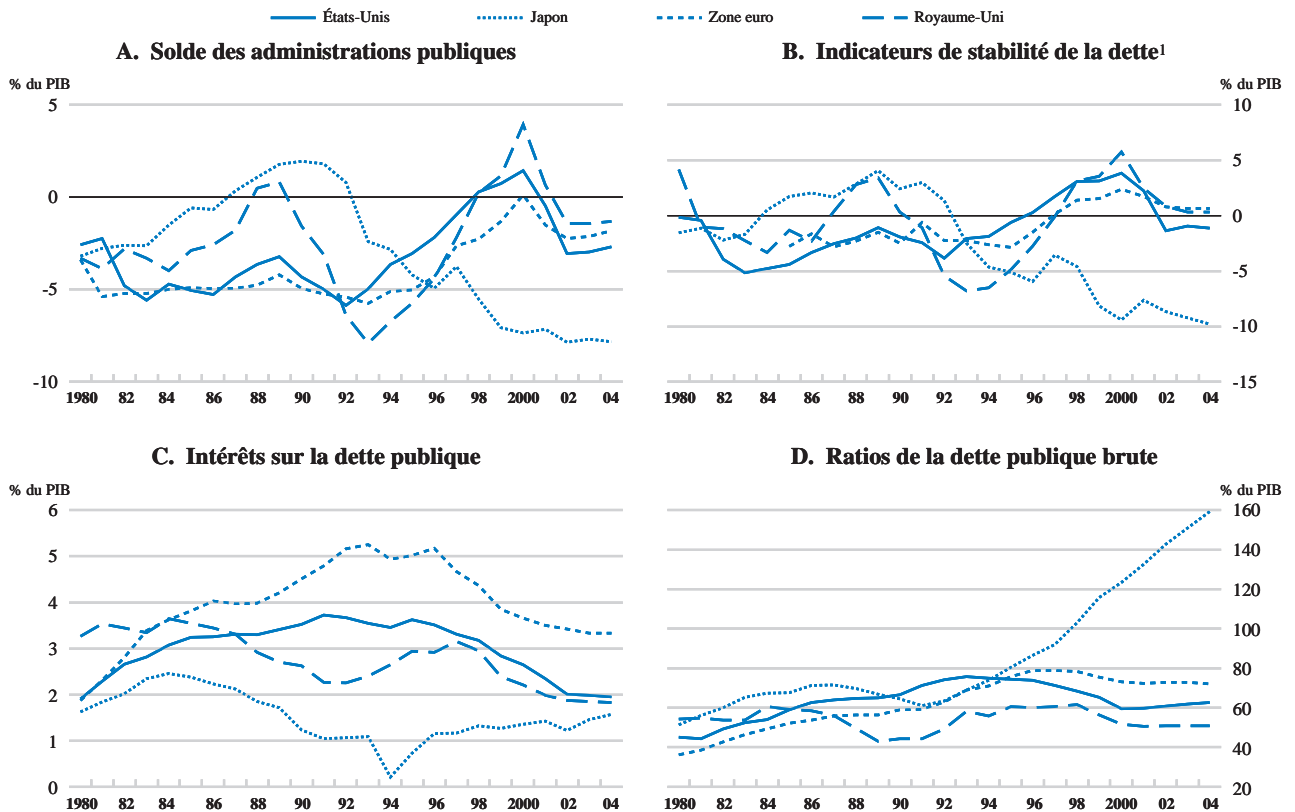 États-Unis Japon Zone euro Royaume-Uni
A. Solde des administrations publiques
% du PIB
5
0
-5
-10
1980 82 84 86 88 90 92 94 96 98 2000 02 04
B. Indicateurs de stabilité de la dette¹
% du PIB
10
5
0
-5
-10
-15
1980 82 84 86 88 90 92 94 96 98 2000 02 04
C. Intérêts sur la dette publique
% du PIB
6
5
4
3
2
1
0
1980 82 84 86 88 90 92 94 96 98 2000 02 04
D. Ratios de la dette publique brute
% du PIB
160
140
120
100
80
60
40
20
1980 82 84 86 88 90 92 94 96 98 2000 02 04